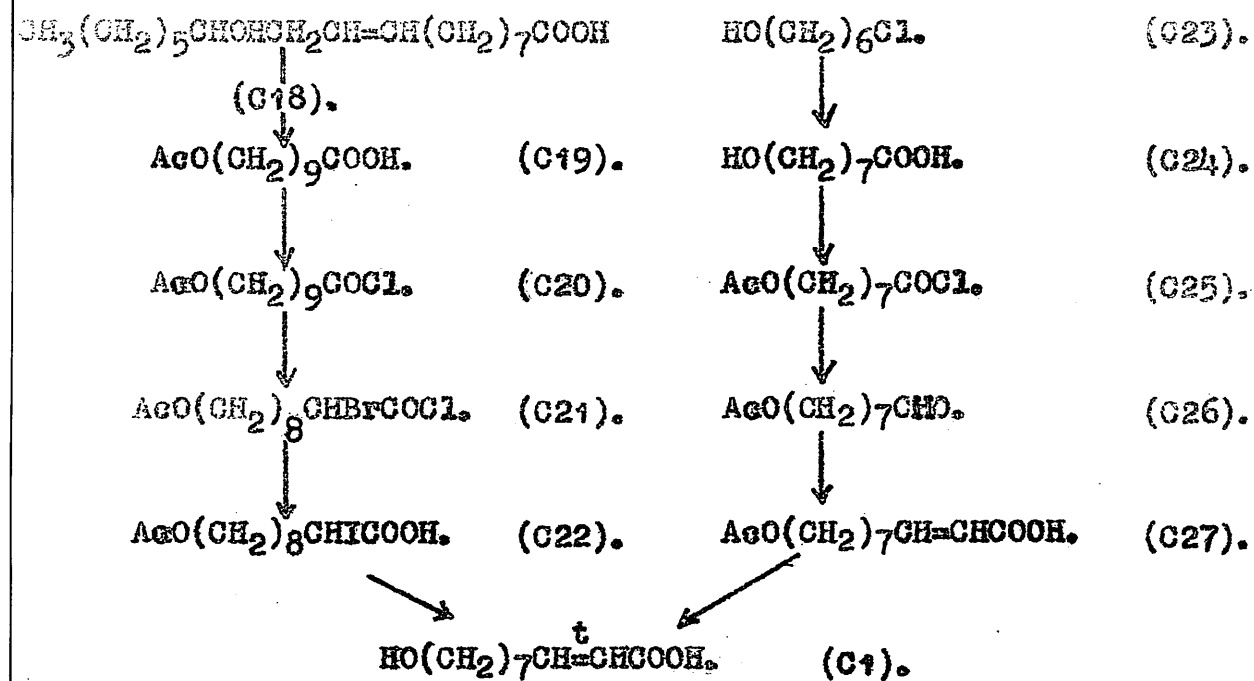 CH₃(CH₂)₅CHOHCH₂CH=CH(CH₂)₇COOH HO(CH₂)₆Cl. (C23).
(C18).
AcO(CH₂)₉COOH. (C19). HO(CH₂)₇COOH. (C24).
AcO(CH₂)₉COCl. (C20). AcO(CH₂)₇COCl. (C25).
AcO(CH₂)₈CHBrCOCl. (C21). AcO(CH₂)₇CHO. (C26).
AcO(CH₂)₈CHICOOH. (C22). AcO(CH₂)₇CH=CHCOOH. (C27).
t
HO(CH₂)₇CH=CHCOOH. (C1).